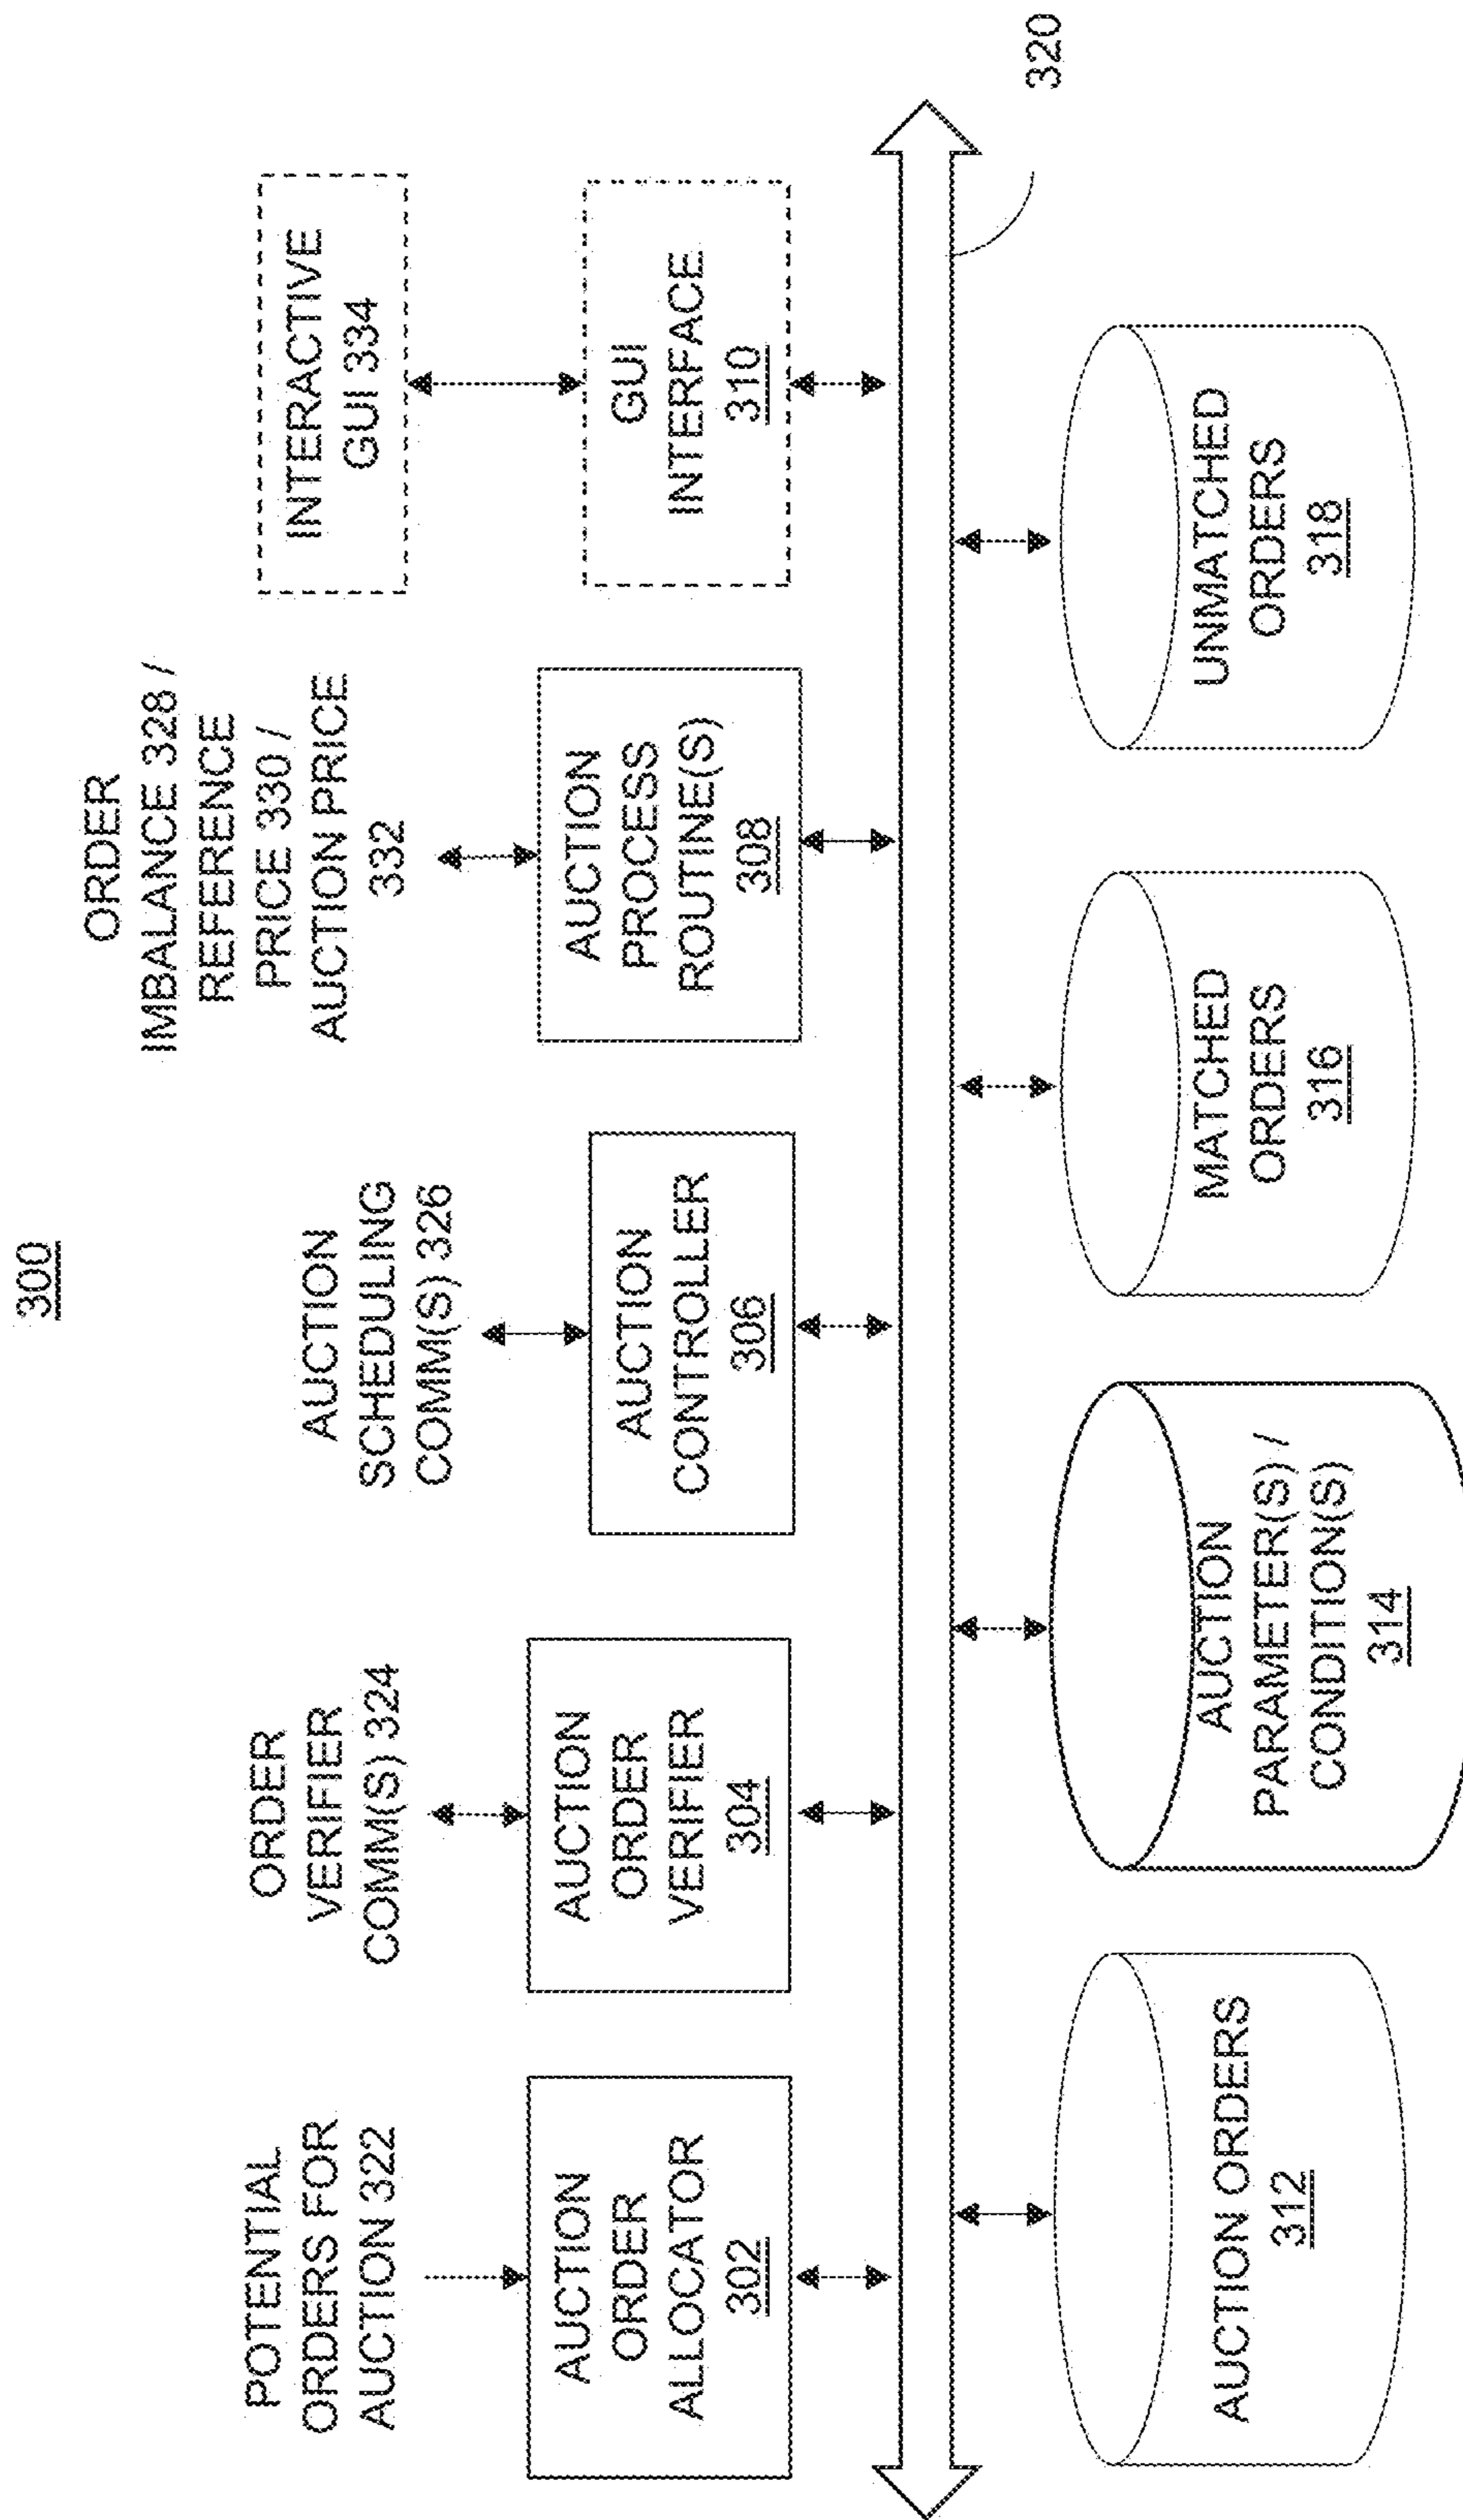 300
POTENTIAL
ORDERS FOR
AUCTION 322
ORDER
VERIFIER
COMM(S) 324
AUCTION
SCHEDULING
COMM(S) 326
ORDER
IMBALANCE 328 /
REFERENCE
PRICE 330 /
AUCTION PRICE
332
INTERACTIVE
GUI 334
AUCTION
ORDER
ALLOCATOR
302
AUCTION
ORDER
VERIFIER
304
AUCTION
CONTROLLER
306
AUCTION
PROCESS
ROUTINE(S)
308
GUI
INTERFACE
310
320
AUCTION ORDERS
312
AUCTION
PARAMETER(S) /
CONDITION(S)
314
MATCHED
ORDERS
316
UNMATCHED
ORDERS
318